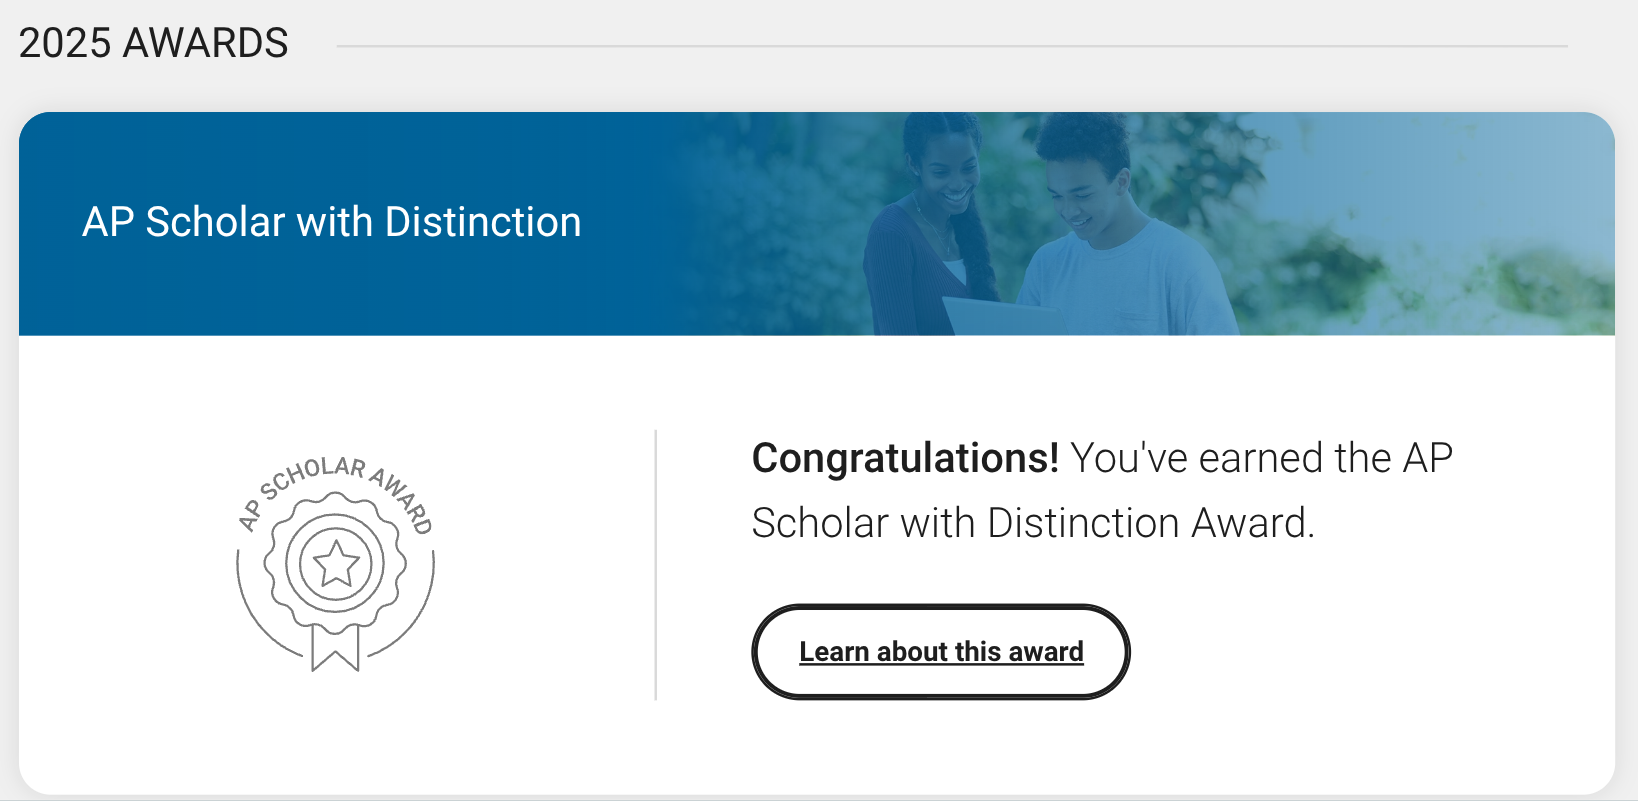 2025 AWARDS
AP Scholar with Distinction
AP SCHOLAR AWARD
Congratulations! You've earned the AP
Scholar with Distinction Award.
Learn about this award